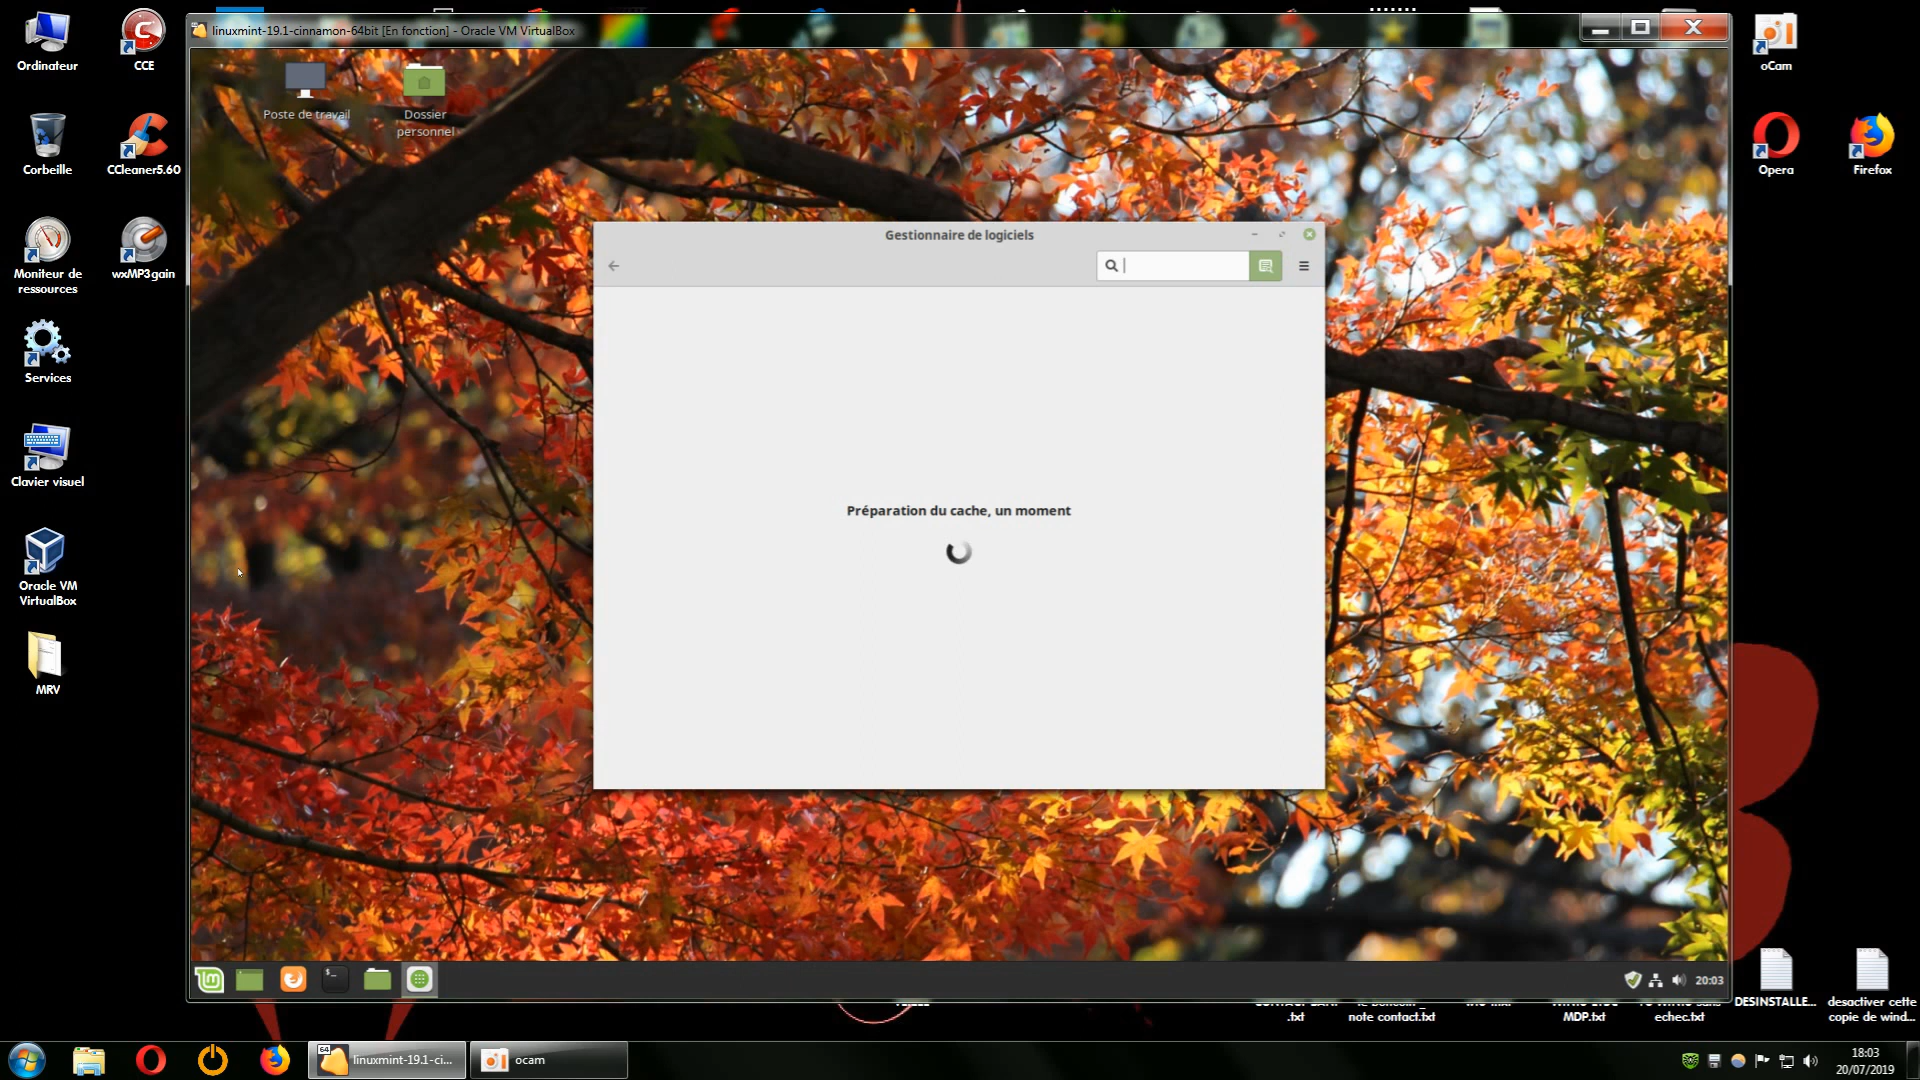 linuxmint-19.1-cinnamon-64bit [En fonction] - Oracle VM VirtualBox
Ordinateur
CCE
Corbeille
CCleaner5.60
Moniteur de
ressources
wxMP3gain
Services
Clavier visuel
Oracle VM
VirtualBox
MRV
oCam
Opera
Firefox
Poste de travail
Dossier
personnel
Gestionnaire de logiciels
Préparation du cache, un moment
20:03
.txt
note contact.txt
MDP.txt
echec.txt
DESINSTALLE...
desactiver cette
copie de wind...
64
linuxmint-19.1-ci...
ocam
18:03
20/07/2019